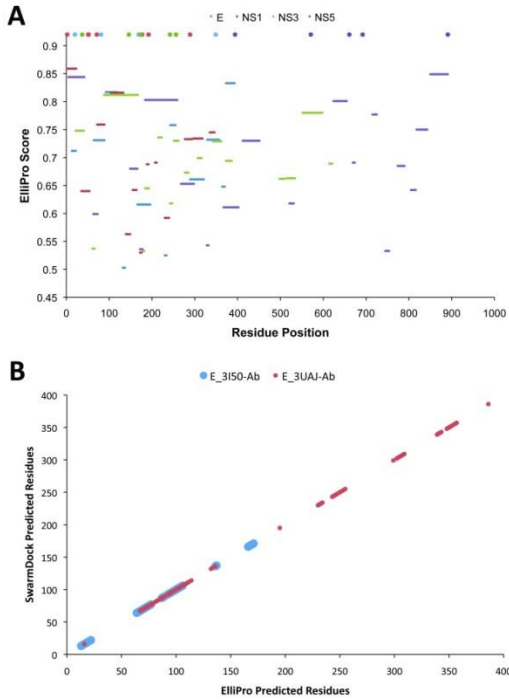 A
E NS1 NS3 NS5
ElliPro Score
0.9
0.85
0.8
0.75
0.7
0.65
0.6
0.55
0.5
0.45
0 100 200 300 400 500 600 700 800 900 1000
Residue Position
B
E_3I50-Ab E_3UAJ-Ab
SwarmDock Predicted Residues
400
350
300
250
200
150
100
50
0
0 50 100 150 200 250 300 350 400
ElliPro Predicted Residues